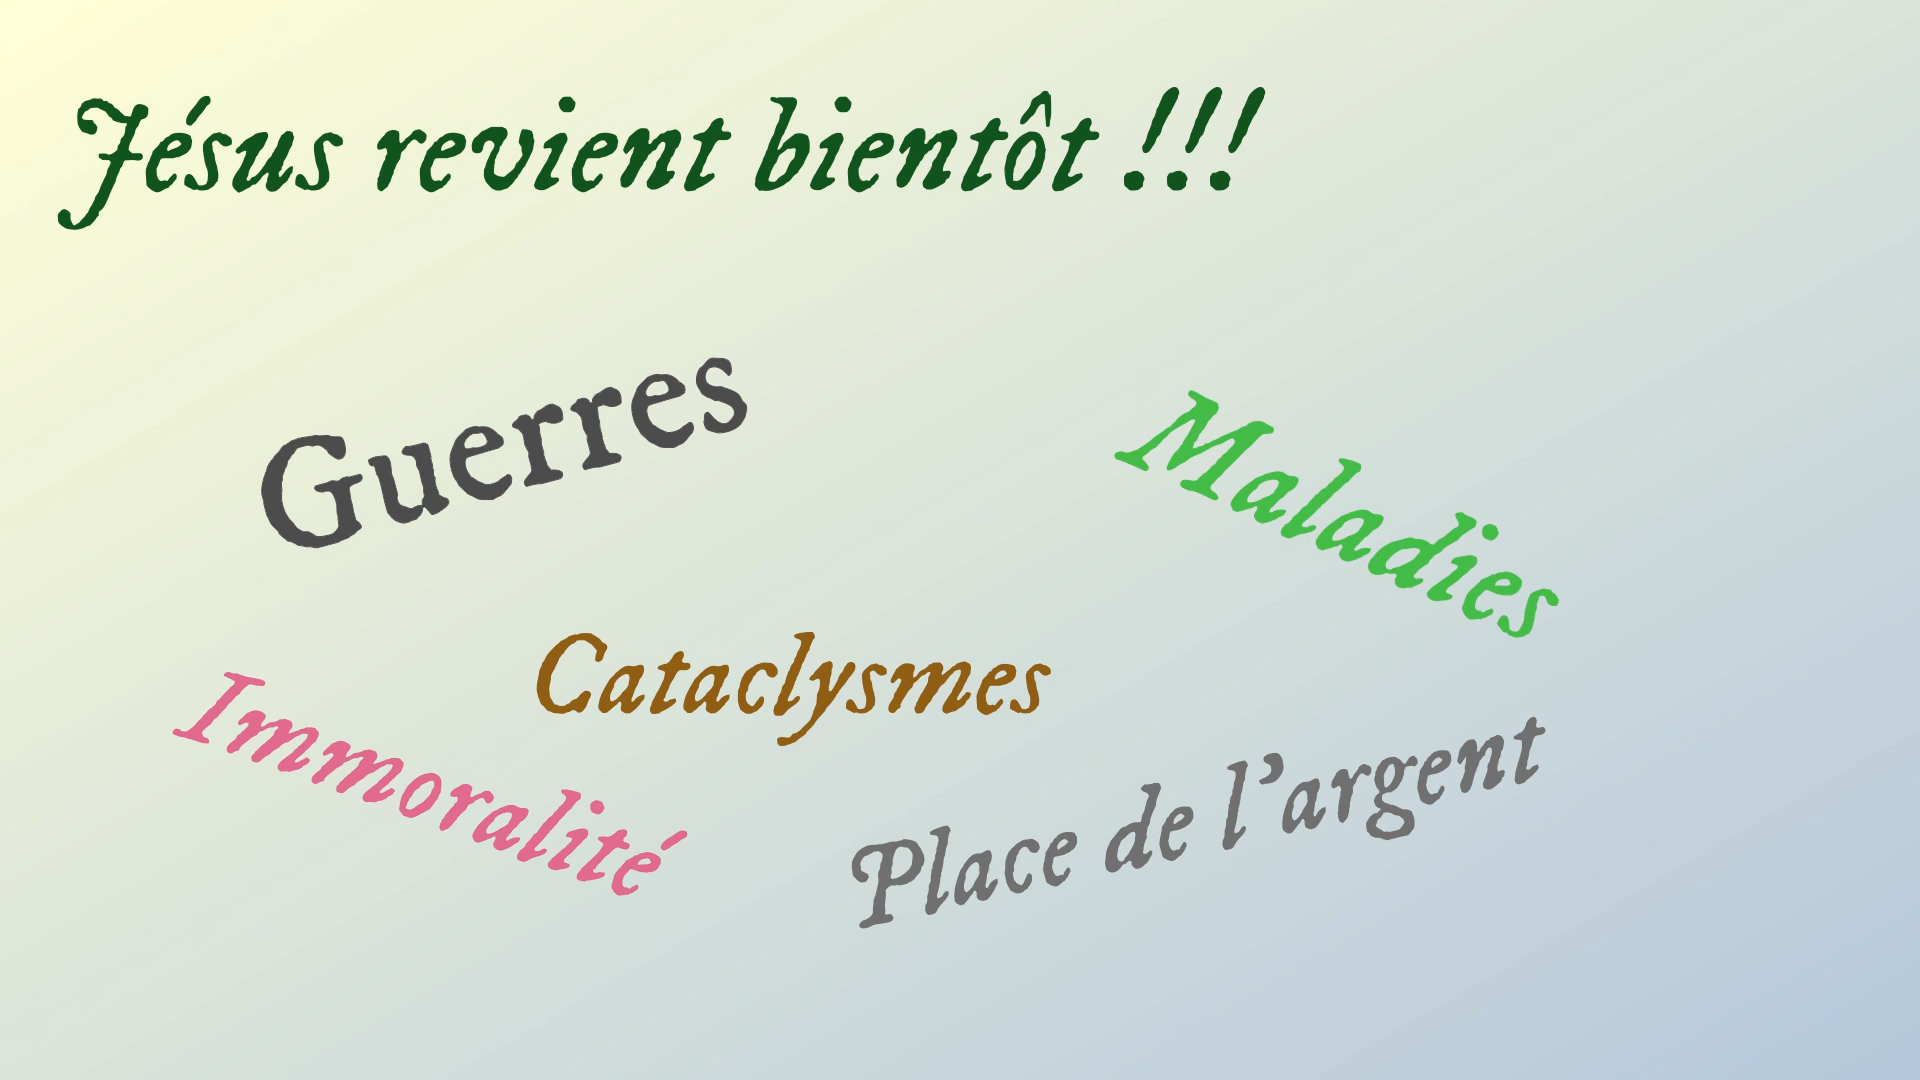 Jésus revient bientôt !!!
Guerres
Maladies
Cataclysmes
Immoralité
Place de l’argent